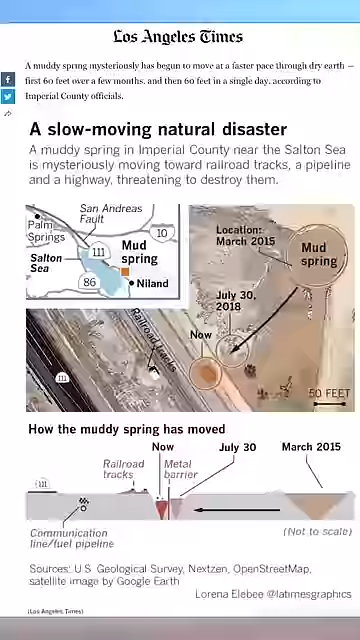 Los Angeles Times
A muddy spring mysteriously has begun to move at a faster pace through dry earth —
first 60 feet over a few months, and then 60 feet in a single day, according to
Imperial County officials.
A slow-moving natural disaster
A muddy spring in Imperial County near the Salton Sea
is mysteriously moving toward railroad tracks, a pipeline
and a highway, threatening to destroy them.
San Andreas
Fault
Palm
Springs
10
111
Salton
Sea
Mud
spring
86
Niland
Location:
March 2015
Mud
spring
July 30,
2018
Now
Railroad tracks
111
50 FEET
How the muddy spring has moved
Now
July 30
March 2015
Railroad
tracks
Metal
barrier
111
Communication
line/fuel pipeline
(Not to scale)
Sources: U.S. Geological Survey, Nextzen, OpenStreetMap,
satellite image by Google Earth
Lorena Elebee @latimesgraphics
(Los Angeles Times)